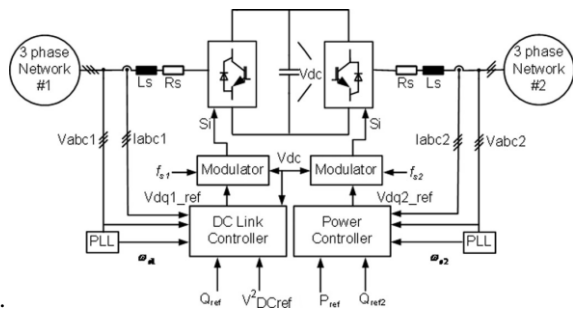 3 phase
Network
#1
Ls
Rs
Vdc
Rs
Ls
3 phase
Network
#2
Vabc1
Iabc1
Si
Si
Iabc2
Vabc2
fs1
Modulator
Vdc
Modulator
fs2
Vdq1_ref
Vdq2_ref
DC Link
Controller
Power
Controller
PLL
PLL
Qref
V²DCref
Pref
Qref2
.